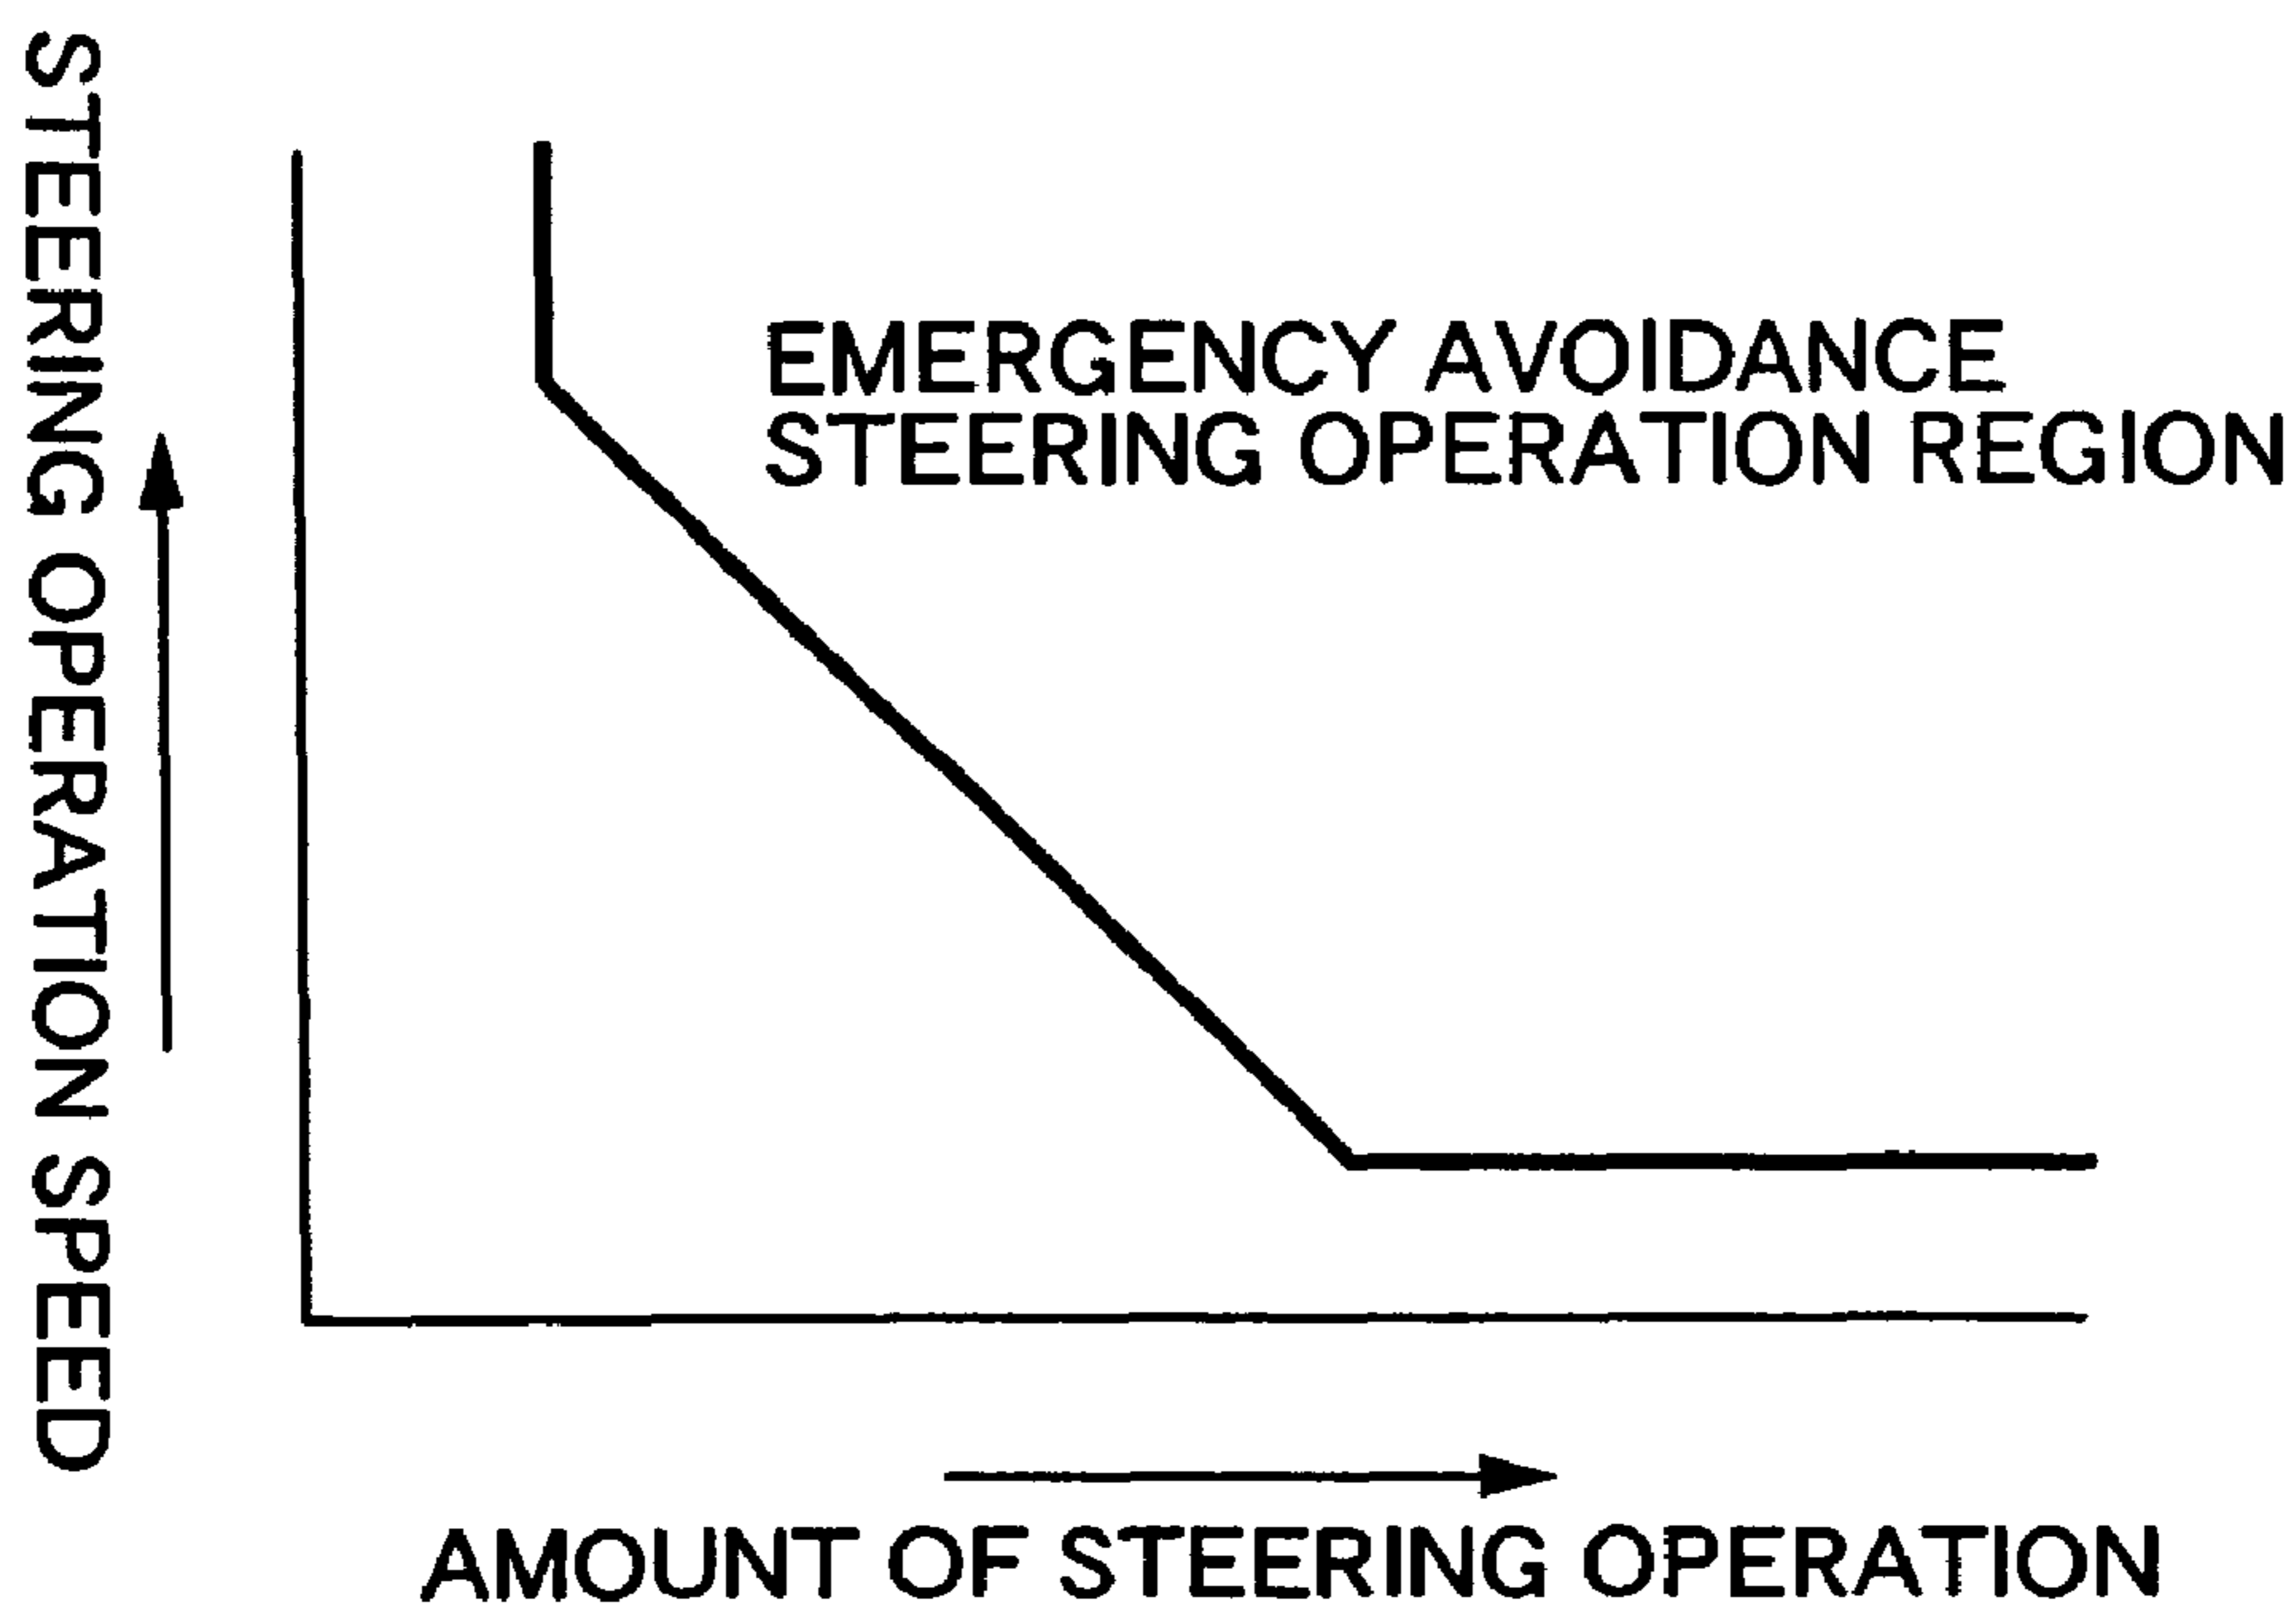 STEERING OPERATION SPEED
EMERGENCY AVOIDANCE
STEERING OPERATION REGION
AMOUNT OF STEERING OPERATION